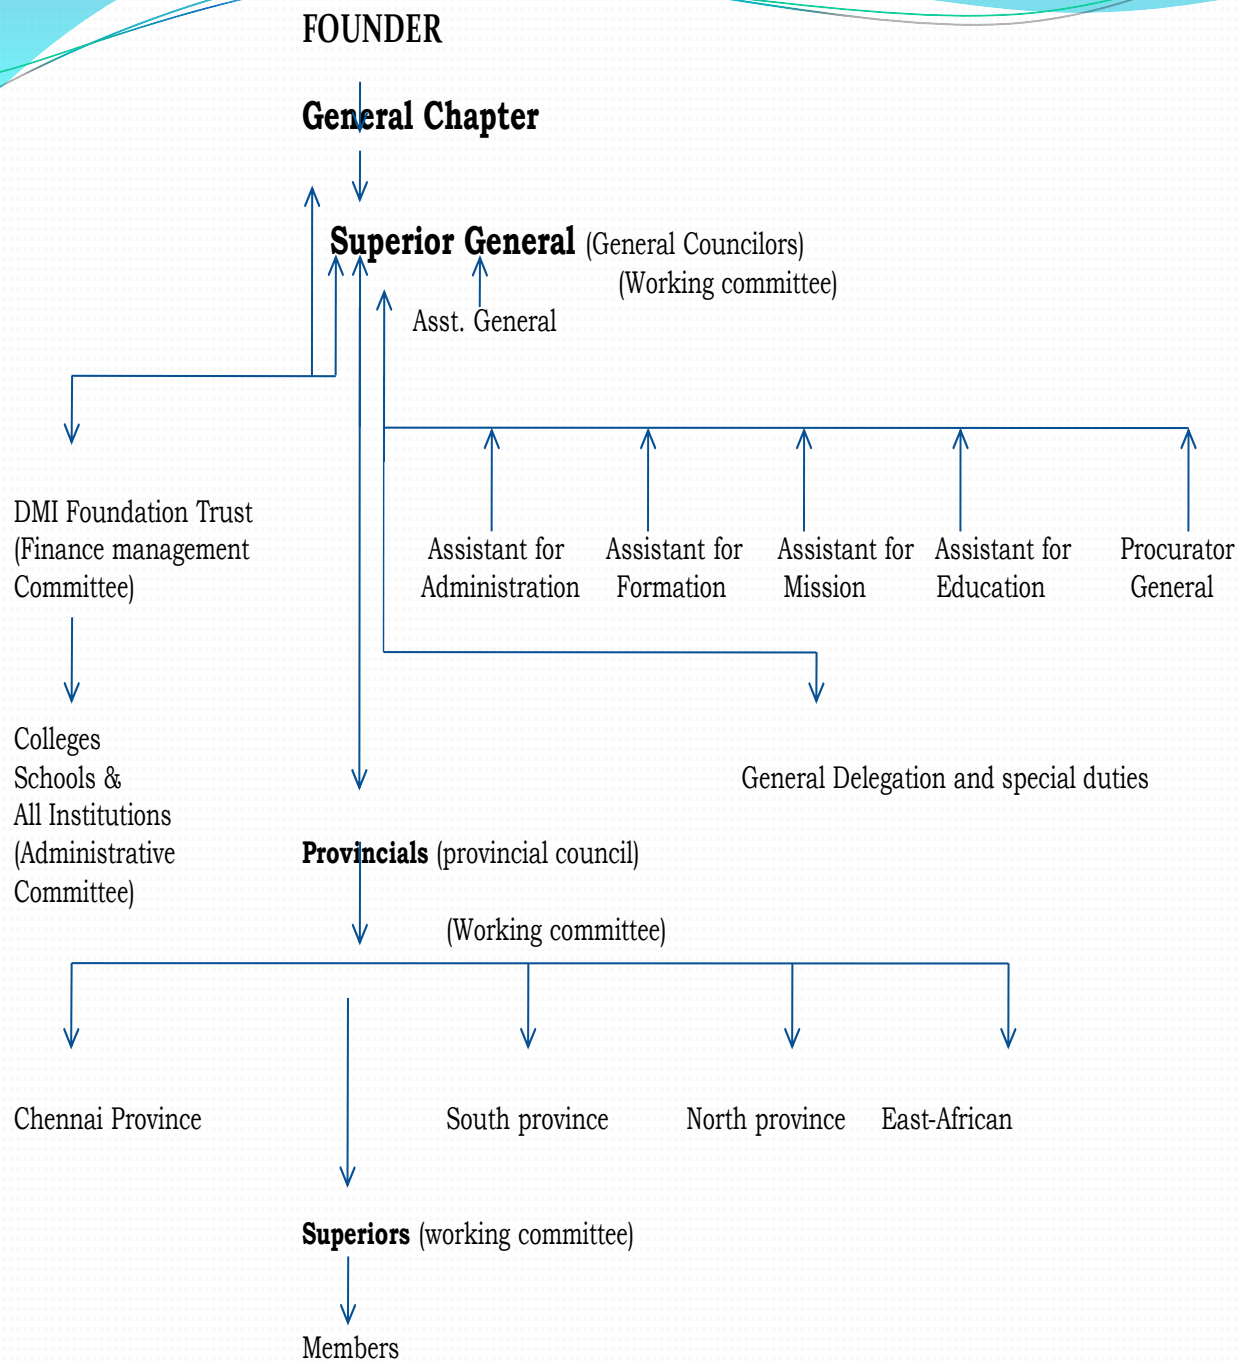 FOUNDER
General Chapter
Superior General (General Councilors)
(Working committee)
Asst. General
DMI Foundation Trust
(Finance management
Committee)
Assistant for
Administration
Assistant for
Formation
Assistant for
Mission
Assistant for
Education
Procurator
General
Colleges
Schools &
All Institutions
(Administrative
Committee)
General Delegation and special duties
Provincials (provincial council)
(Working committee)
Chennai Province
South province
North province
East-African
Superiors (working committee)
Members